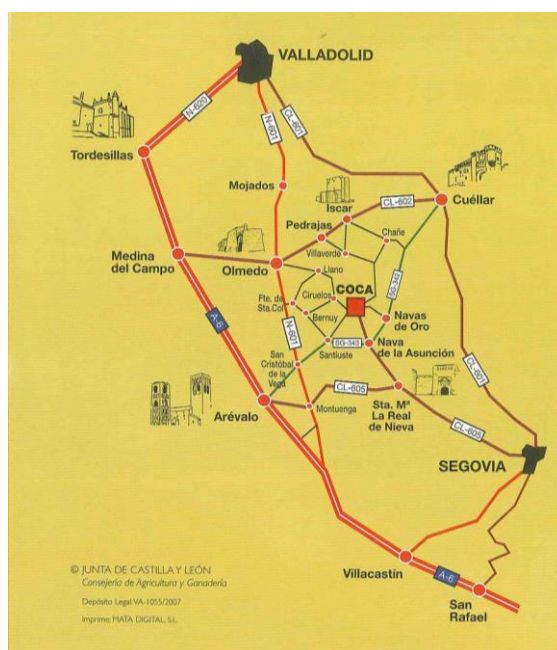 VALLADOLID
N-620
N-601
CL-601
Tordesillas
Mojados
Iscar
CL-602
Cuéllar
Pedrajas
Chañe
Villaverde
Medina
del Campo
Olmedo
Llano
COCA
SG-342
Fte. de
Sta.Col
Ciruelos
Bernuy
Navas
de Oro
A-6
N-601
SG-343
Nava
de la Asunción
San
Cristóbal
de la
Vega
Santiuste
CL-601
CL-605
Arévalo
Montuenga
Sta. Mª
La Real
de Nieva
CL-605
SEGOVIA
© JUNTA DE CASTILLA Y LEÓN
Consejería de Agricultura y Ganadería
Villacastín
A-6
Depósito Legal: VA-1055/2007
San
Rafael
Imprime: MATA DIGITAL, S.L.